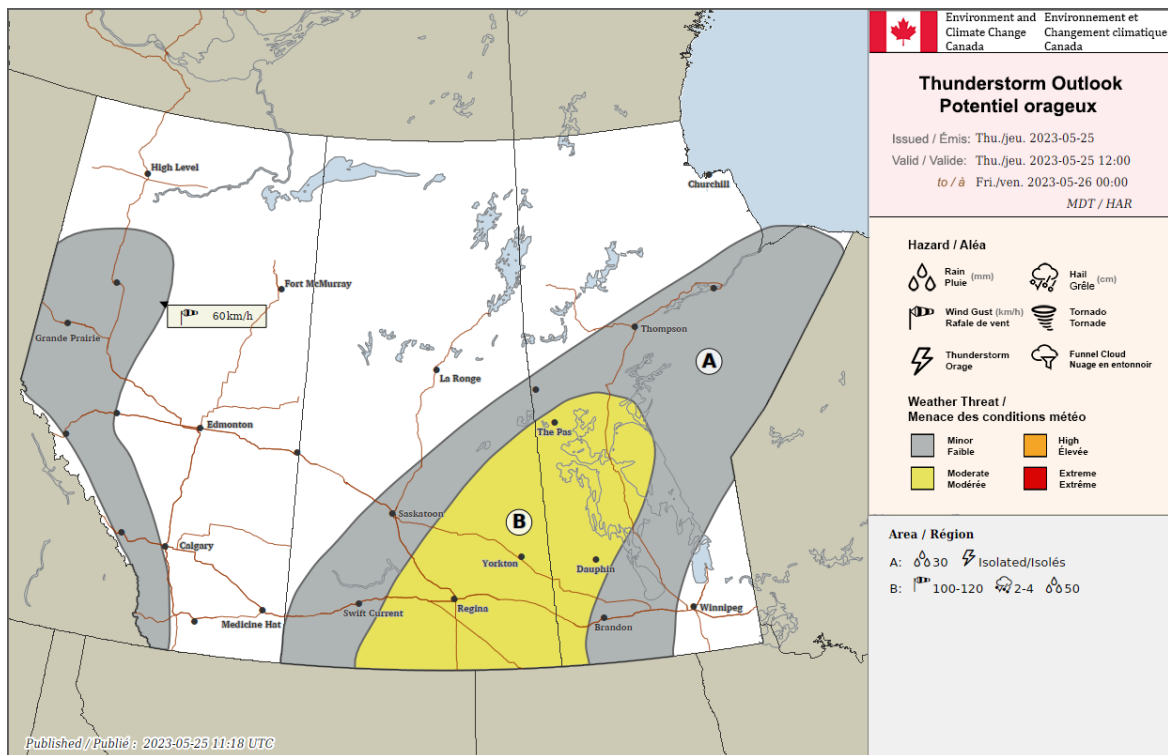 Environment and
Climate Change
Canada
Environnement et
Changement climatique
Canada
Thunderstorm Outlook
Potentiel orageux
Issued / Émis: Thu./jeu. 2023-05-25
Valid / Valide: Thu./jeu. 2023-05-25 12:00
to / à Fri./ven. 2023-05-26 00:00
MDT / HAR
Hazard / Aléa
Rain
Pluie
(mm)
Hail
Grêle
(cm)
Wind Gust (km/h)
Rafale de vent
Tornado
Tornade
Thunderstorm
Orage
Funnel Cloud
Nuage en entonnoir
Weather Threat /
Menace des conditions météo
Minor
Faible
High
Élevée
Moderate
Modérée
Extreme
Extrême
Area / Région
A: 30 Isolated/Isolés
B: 100-120 2-4 50
High Level
Churchill
Fort McMurray
60km/h
Grande Prairie
Thompson
A
La Ronge
Edmonton
The Pas
Saskatoon
B
Calgary
Yorkton
Dauphin
Medicine Hat
Swift Current
Regina
Brandon
Winnipeg
Published / Publié : 2023-05-25 11:18 UTC